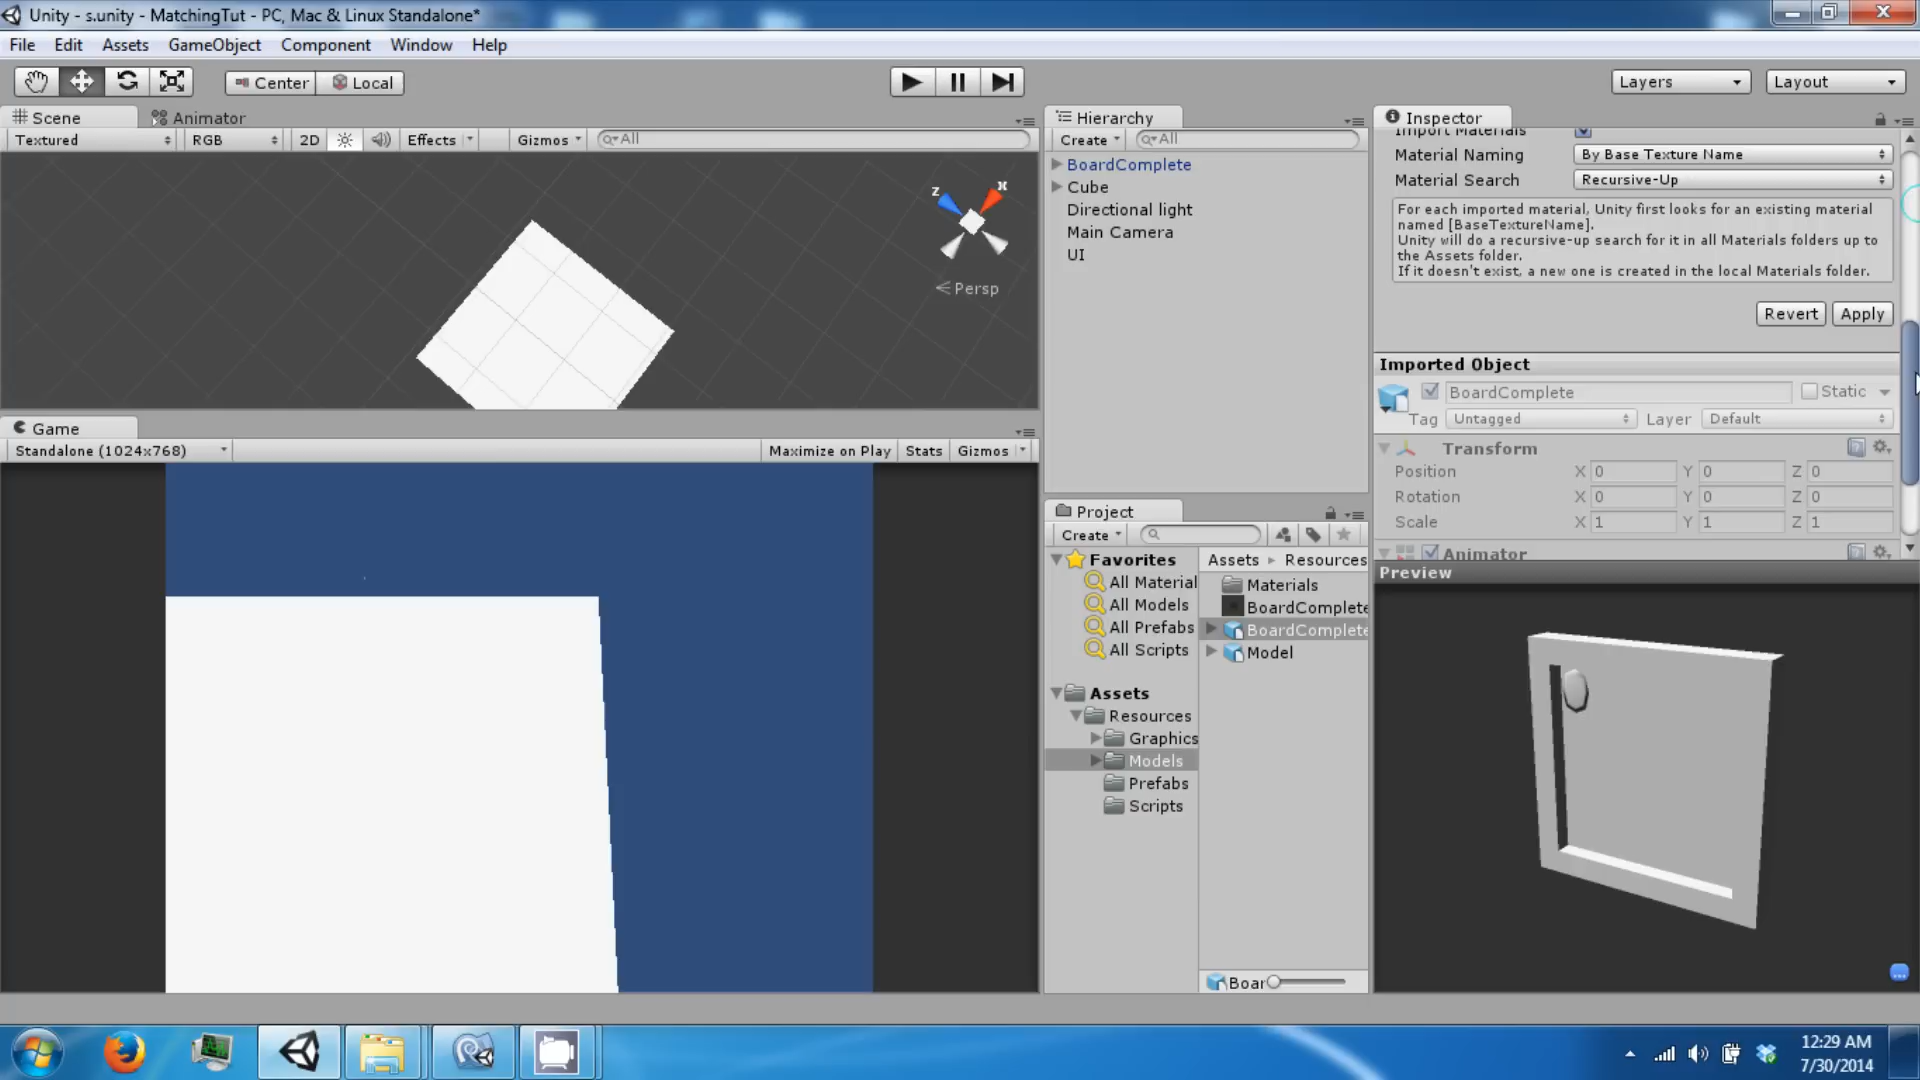 Unity - s.unity - MatchingTut - PC, Mac & Linux Standalone*
File Edit Assets GameObject Component Window Help
Center Local
Layers Layout
Scene Animator
Textured RGB 2D Effects Gizmos All
z x
Persp
Game
Standalone (1024x768) Maximize on Play Stats Gizmos
Hierarchy
Create All
BoardComplete
Cube
Directional light
Main Camera
UI
Project
Create
Favorites
All Material
All Models
All Prefabs
All Scripts
Assets
Resources
Graphics
Models
Prefabs
Scripts
Assets Resources
Materials
BoardComplete
BoardComplete
Model
Boar
Inspector
Import Materials
Material Naming By Base Texture Name
Material Search Recursive-Up
For each imported material, Unity first looks for an existing material
named [BaseTextureName].
Unity will do a recursive-up search for it in all Materials folders up to
the Assets folder.
If it doesn't exist, a new one is created in the local Materials folder.
Revert Apply
Imported Object
BoardComplete Static
Tag Untagged Layer Default
Transform
Position X 0 Y 0 Z 0
Rotation X 0 Y 0 Z 0
Scale X 1 Y 1 Z 1
Animator
Preview
12:29 AM
7/30/2014